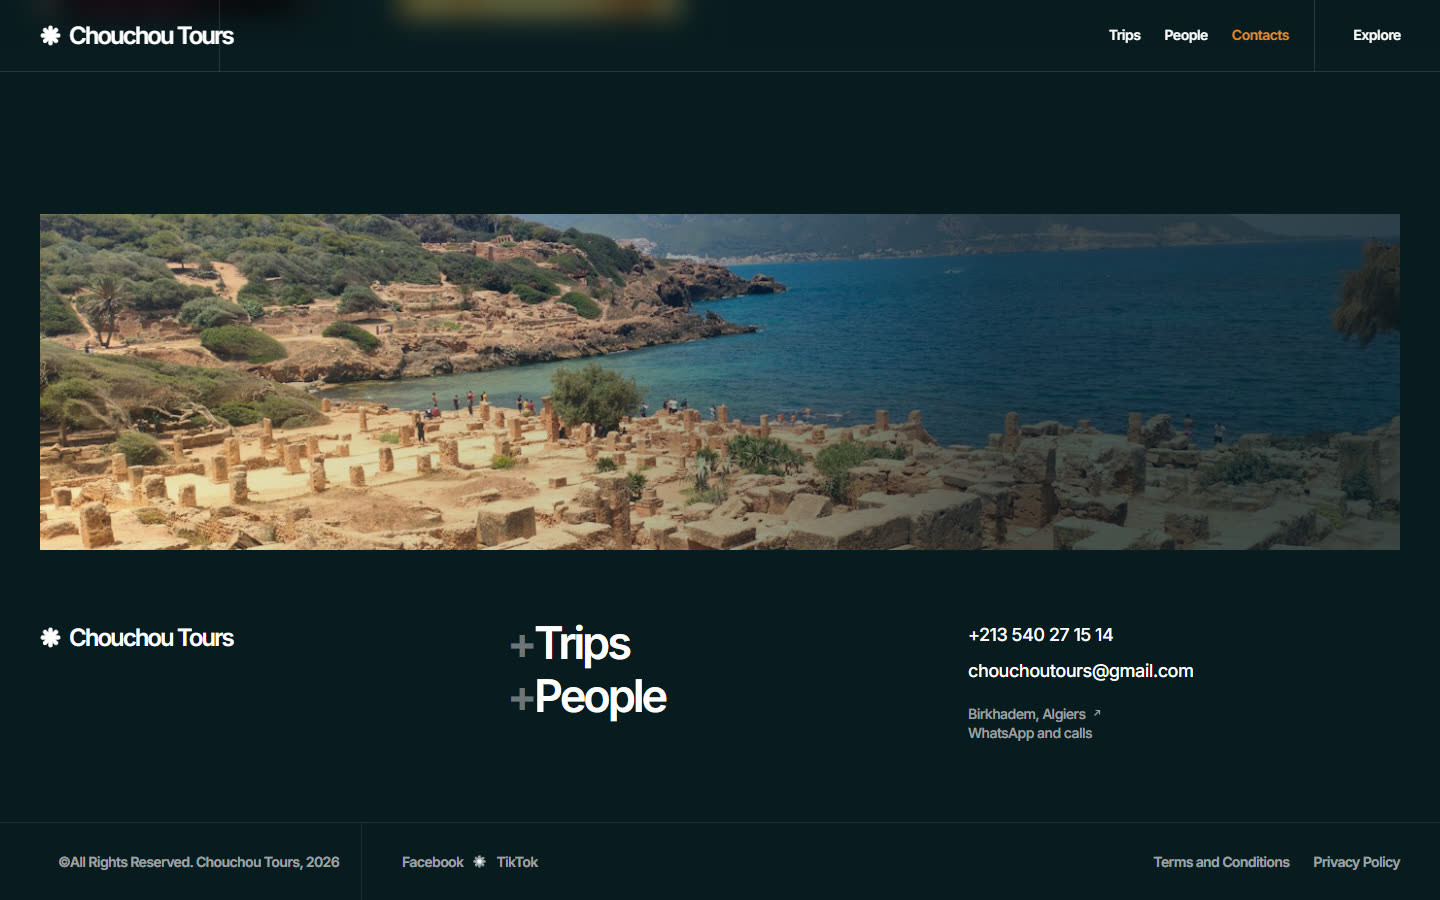 Chouchou Tours
Trips
People
Contacts
Explore
Chouchou Tours
+Trips
+People
+213 540 27 15 14
chouchoutours@gmail.com
Birkhadem, Algiers ↗
WhatsApp and calls
©All Rights Reserved. Chouchou Tours, 2026
Facebook
TikTok
Terms and Conditions
Privacy Policy